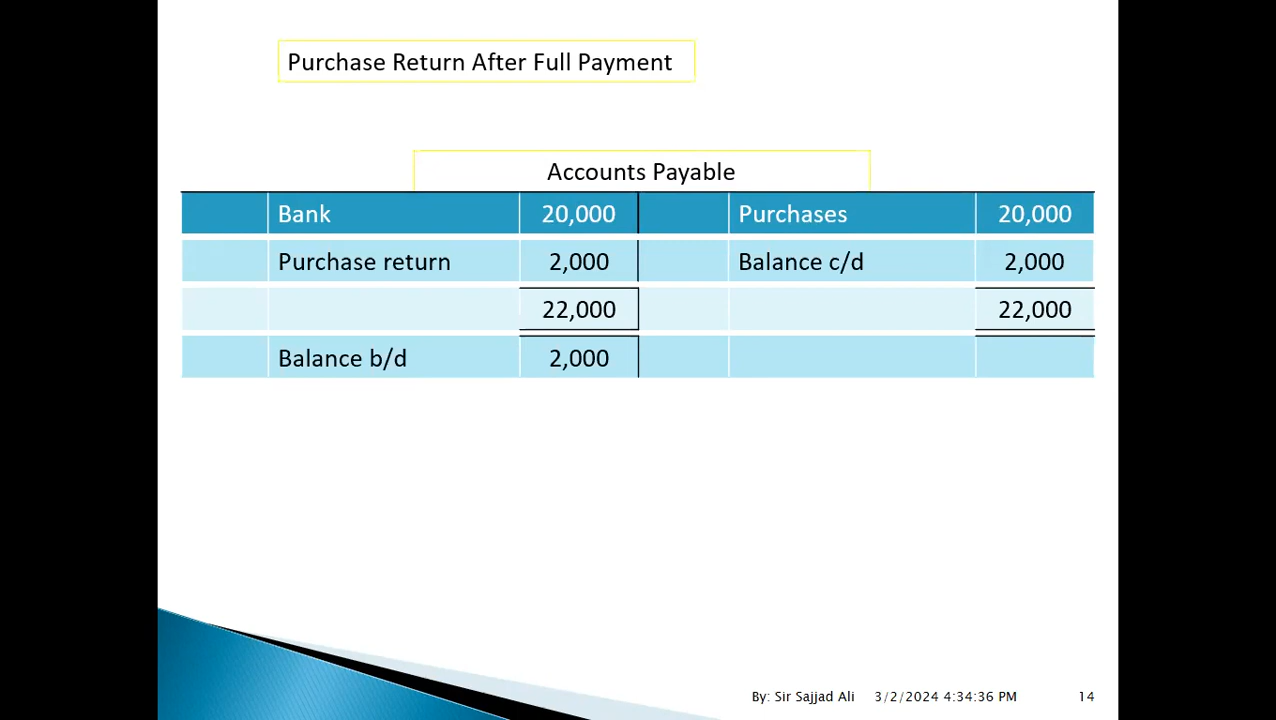 Purchase Return After Full Payment
Accounts Payable
Bank 20,000 Purchases 20,000
Purchase return 2,000 Balance c/d 2,000
22,000 22,000
Balance b/d 2,000
By: Sir Sajjad Ali 3/2/2024 4:34:36 PM 14